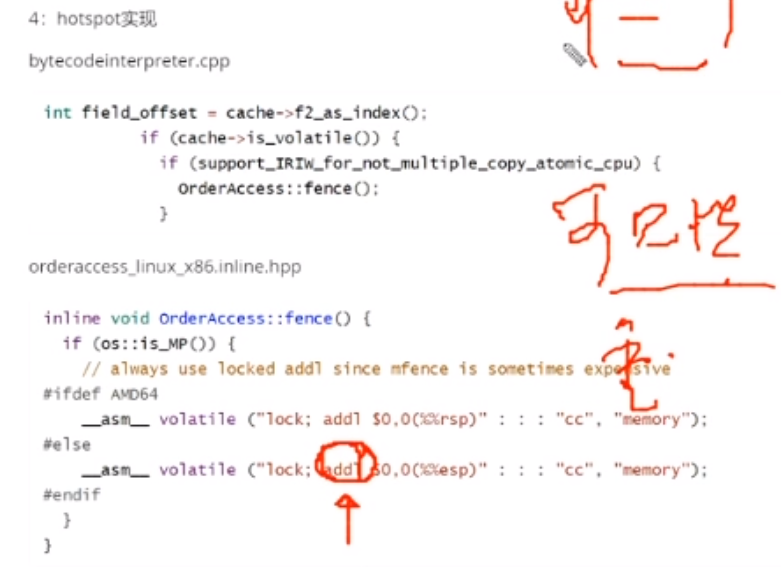 4：hotspot实现
bytecodeinterpreter.cpp
int field_offset = cache->f2_as_index();
if (cache->is_volatile()) {
if (support_IRIW_for_not_multiple_copy_atomic_cpu) {
OrderAccess::fence();
}
可见性
orderaccess_linux_x86.inline.hpp
inline void OrderAccess::fence() {
if (os::is_MP()) {
// always use locked addl since mfence is sometimes expensive
#ifdef AMD64
__asm__ volatile ("lock; addl $0,0(%%rsp)" : : : "cc", "memory");
#else
__asm__ volatile ("lock; addl $0,0(%%esp)" : : : "cc", "memory");
#endif
}
}